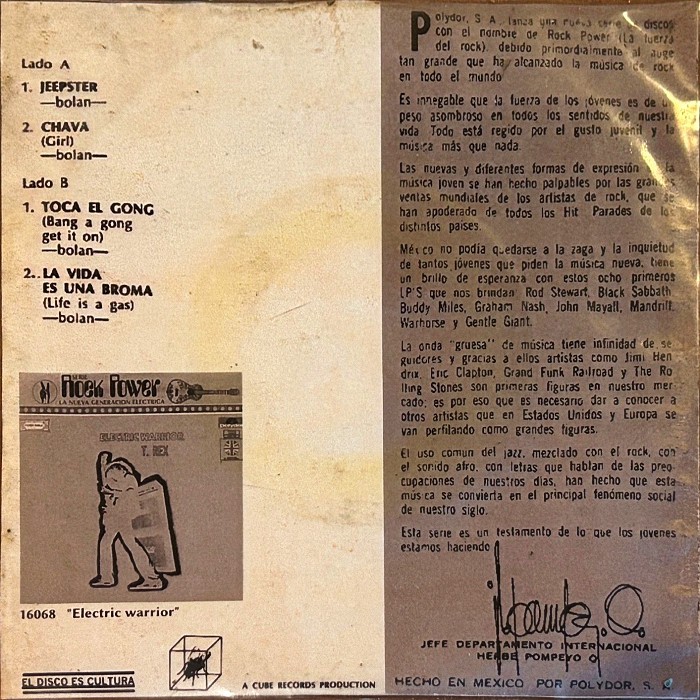 Lado A
1. JEEPSTER
—bolan—
2. CHAVA
(Girl)
—bolan—
Lado B
1. TOCA EL GONG
(Bang a gong
get it on)
—bolan—
2. LA VIDA
ES UNA BROMA
(Life is a gas)
—bolan—
SERIE
Rock Power
LA NUEVA GENERACION ELECTRICA
ELECTRIC WARRIOR
T. REX
16068 "Electric warrior"
EL DISCO ES CULTURA
A CUBE RECORDS PRODUCTION
Polydor, S. A. lanza una nueva serie de discos
con el nombre de Rock Power (La fuerza
del rock), debido primordialmente al auge
tan grande que ha alcanzado la música de rock
en todo el mundo
Es innegable que la fuerza de los jóvenes es de un
peso asombroso en todos los sentidos de nuestra
vida Todo está regido por el gusto juvenil y la
música más que nada.
Las nuevas y diferentes formas de expresión de la
música joven se han hecho palpables por las grandes
ventas mundiales de los artistas de rock, que se
han apoderado de todos los Hit Parades de los
distintos países.
México no podía quedarse a la zaga y la inquietud
de tantos jóvenes que piden la música nueva, tiene
un brillo de esperanza con estos ocho primeros
LP'S que nos brindan Rod Stewart, Black Sabbath
Buddy Miles, Graham Nash, John Mayall, Mandrill,
Warhorse y Gentle Giant.
La onda "gruesa" de música tiene infinidad de se
guidores y gracias a ellos artistas como Jimi Hen
drix, Eric Clapton, Grand Funk Railroad y The Ro
lling Stones son primeras figuras en nuestro mer
cado; es por eso que es necesario dar a conocer a
otros artistas que en Estados Unidos y Europa se
van perfilando como grandes figuras.
El uso comun del jazz, mezclado con el rock, con
el sonido afro, con letras que hablan de las preo
cupaciones de nuestros dias, han hecho que esta
música se convierta en el principal fenómeno social
de nuestro siglo.
Esta serie es un testamento de lo que los jóvenes
estamos haciendo
JEFE DEPARTAMENTO INTERNACIONAL
HERBE POMPEYO O
HECHO EN MEXICO POR POLYDOR, S. A.